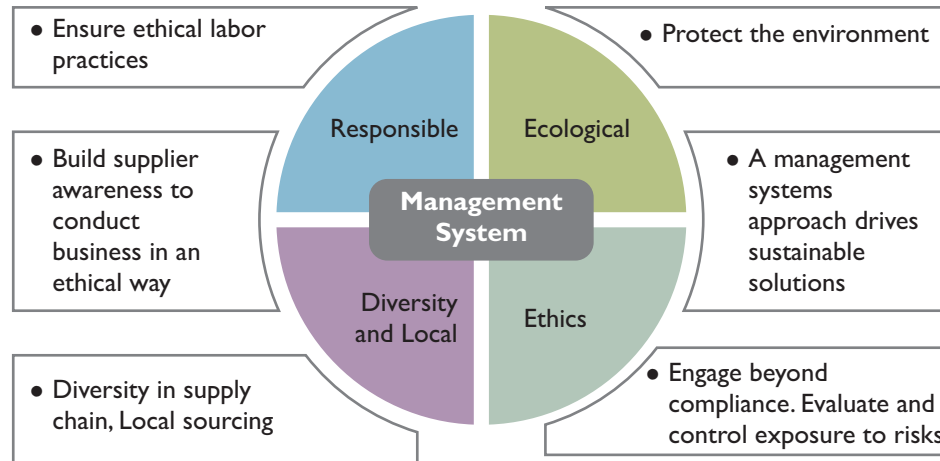 ● Ensure ethical labor
practices
● Protect the environment
Responsible
Ecological
● Build supplier
awareness to
conduct
business in an
ethical way
Management
System
● A management
systems
approach drives
sustainable
solutions
Diversity
and Local
Ethics
● Diversity in supply
chain, Local sourcing
● Engage beyond
compliance. Evaluate and
control exposure to risks